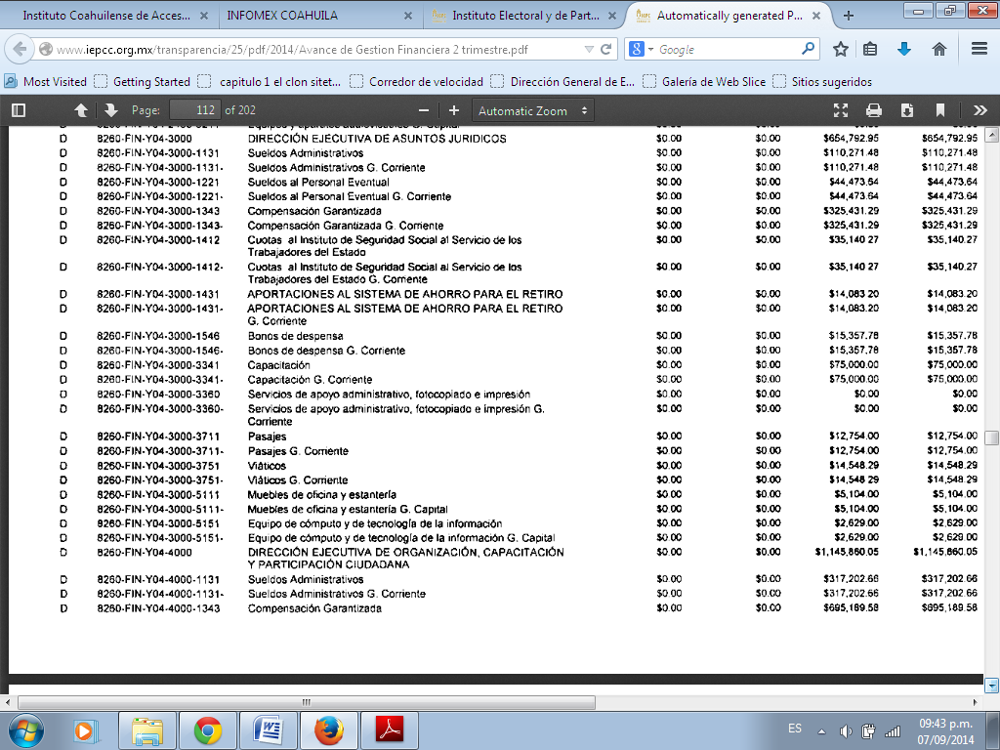 Instituto Coahuilense de Acces... × INFOMEX COAHUILA × Instituto Electoral y de Part... × Automatically generated P... × +
www.iepcc.org.mx/transparencia/25/pdf/2014/Avance de Gestion Financiera 2 trimestre.pdf Google
Most Visited Getting Started capitulo 1 el clon sitet... Corredor de velocidad Dirección General de E... Galería de Web Slice Sitios sugeridos
Page: 112 of 202 Automatic Zoom
D 8260-FIN-Y04-3000 DIRECCIÓN EJECUTIVA DE ASUNTOS JURIDICOS $0.00 $0.00 $654,792.95 $654,792.95
D 8260-FIN-Y04-3000-1131 Sueldos Administrativos $0.00 $0.00 $110,271.48 $110,271.48
D 8260-FIN-Y04-3000-1131- Sueldos Administrativos G. Corriente $0.00 $0.00 $110,271.48 $110,271.48
D 8260-FIN-Y04-3000-1221 Sueldos al Personal Eventual $0.00 $0.00 $44,473.64 $44,473.64
D 8260-FIN-Y04-3000-1221- Sueldos al Personal Eventual G. Corriente $0.00 $0.00 $44,473.64 $44,473.64
D 8260-FIN-Y04-3000-1343 Compensación Garantizada $0.00 $0.00 $325,431.29 $325,431.29
D 8260-FIN-Y04-3000-1343- Compensación Garantizada G. Corriente $0.00 $0.00 $325,431.29 $325,431.29
D 8260-FIN-Y04-3000-1412 Cuotas al Instituto de Seguridad Social al Servicio de los $0.00 $0.00 $35,140.27 $35,140.27
Trabajadores del Estado
D 8260-FIN-Y04-3000-1412- Cuotas al Instituto de Seguridad Social al Servicio de los $0.00 $0.00 $35,140.27 $35,140.27
Trabajadores del Estado G. Corriente
D 8260-FIN-Y04-3000-1431 APORTACIONES AL SISTEMA DE AHORRO PARA EL RETIRO $0.00 $0.00 $14,083.20 $14,083.20
D 8260-FIN-Y04-3000-1431- APORTACIONES AL SISTEMA DE AHORRO PARA EL RETIRO $0.00 $0.00 $14,083.20 $14,083.20
G. Corriente
D 8260-FIN-Y04-3000-1546 Bonos de despensa $0.00 $0.00 $15,357.78 $15,357.78
D 8260-FIN-Y04-3000-1546- Bonos de despensa G. Corriente $0.00 $0.00 $15,357.78 $15,357.78
D 8260-FIN-Y04-3000-3341 Capacitación $0.00 $0.00 $75,000.00 $75,000.00
D 8260-FIN-Y04-3000-3341- Capacitación G. Corriente $0.00 $0.00 $75,000.00 $75,000.00
D 8260-FIN-Y04-3000-3360 Servicios de apoyo administrativo, fotocopiado e impresión $0.00 $0.00 $0.00 $0.00
D 8260-FIN-Y04-3000-3360- Servicios de apoyo administrativo, fotocopiado e impresión G. $0.00 $0.00 $0.00 $0.00
Corriente
D 8260-FIN-Y04-3000-3711 Pasajes $0.00 $0.00 $12,754.00 $12,754.00
D 8260-FIN-Y04-3000-3711- Pasajes G. Corriente $0.00 $0.00 $12,754.00 $12,754.00
D 8260-FIN-Y04-3000-3751 Viáticos $0.00 $0.00 $14,548.29 $14,548.29
D 8260-FIN-Y04-3000-3751- Viáticos G. Corriente $0.00 $0.00 $14,548.29 $14,548.29
D 8260-FIN-Y04-3000-5111 Muebles de oficina y estantería $0.00 $0.00 $5,104.00 $5,104.00
D 8260-FIN-Y04-3000-5111- Muebles de oficina y estantería G. Capital $0.00 $0.00 $5,104.00 $5,104.00
D 8260-FIN-Y04-3000-5151 Equipo de cómputo y de tecnología de la información $0.00 $0.00 $2,629.00 $2,629.00
D 8260-FIN-Y04-3000-5151- Equipo de cómputo y de tecnología de la información G. Capital $0.00 $0.00 $2,629.00 $2,629.00
D 8260-FIN-Y04-4000 DIRECCIÓN EJECUTIVA DE ORGANIZACIÓN, CAPACITACIÓN $0.00 $0.00 $1,145,860.05 $1,145,860.05
Y PARTICIPACIÓN CIUDADANA
D 8260-FIN-Y04-4000-1131 Sueldos Administrativos $0.00 $0.00 $317,202.66 $317,202.66
D 8260-FIN-Y04-4000-1131- Sueldos Administrativos G. Corriente $0.00 $0.00 $317,202.66 $317,202.66
D 8260-FIN-Y04-4000-1343 Compensación Garantizada $0.00 $0.00 $695,189.58 $695,189.58
ES 09:43 p.m.
07/09/2014